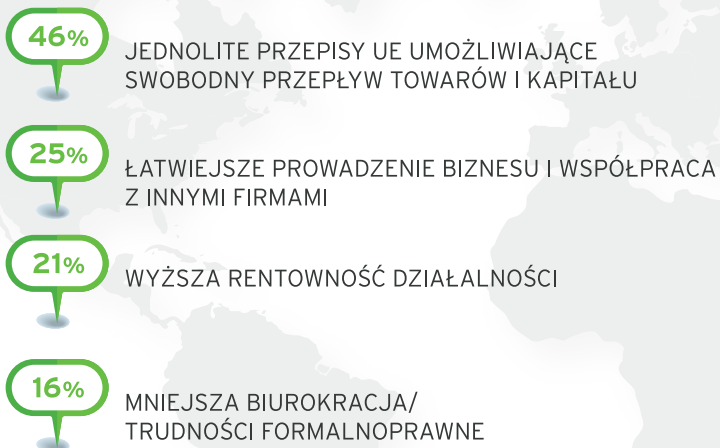 46%
JEDNOLITE PRZEPISY UE UMOŻLIWIAJĄCE
SWOBODNY PRZEPŁYW TOWARÓW I KAPITAŁU
25%
ŁATWIEJSZE PROWADZENIE BIZNESU I WSPÓŁPRACA
Z INNYMI FIRMAMI
21%
WYŻSZA RENTOWNOŚĆ DZIAŁALNOŚCI
16%
MNIEJSZA BIUROKRACJA/
TRUDNOŚCI FORMALNOPRAWNE